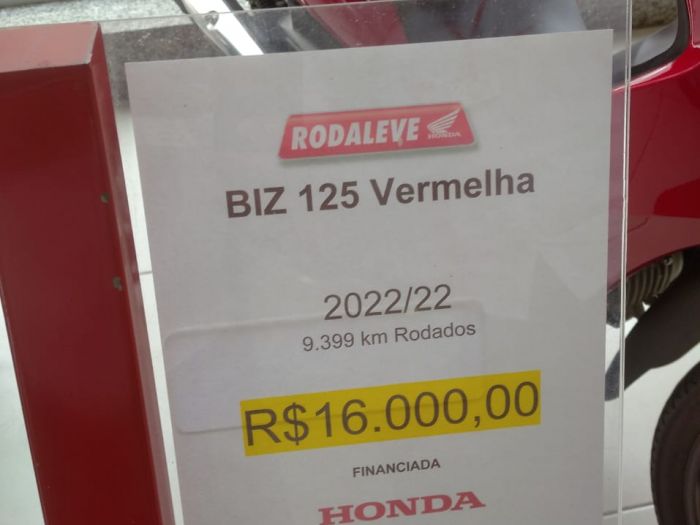 RODALEVE HONDA
BIZ 125 Vermelha
2022/22
9.399 km Rodados
R$16.000,00
FINANCIADA
HONDA